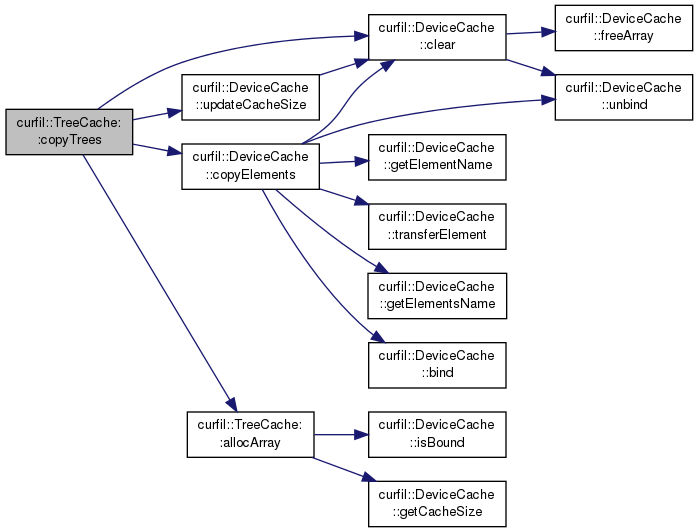 curfil::TreeCache:
:copyTrees
curfil::DeviceCache
::clear
curfil::DeviceCache
::freeArray
curfil::DeviceCache
::unbind
curfil::DeviceCache
::updateCacheSize
curfil::DeviceCache
::copyElements
curfil::DeviceCache
::getElementName
curfil::DeviceCache
::transferElement
curfil::DeviceCache
::getElementsName
curfil::DeviceCache
::bind
curfil::TreeCache:
:allocArray
curfil::DeviceCache
::isBound
curfil::DeviceCache
::getCacheSize